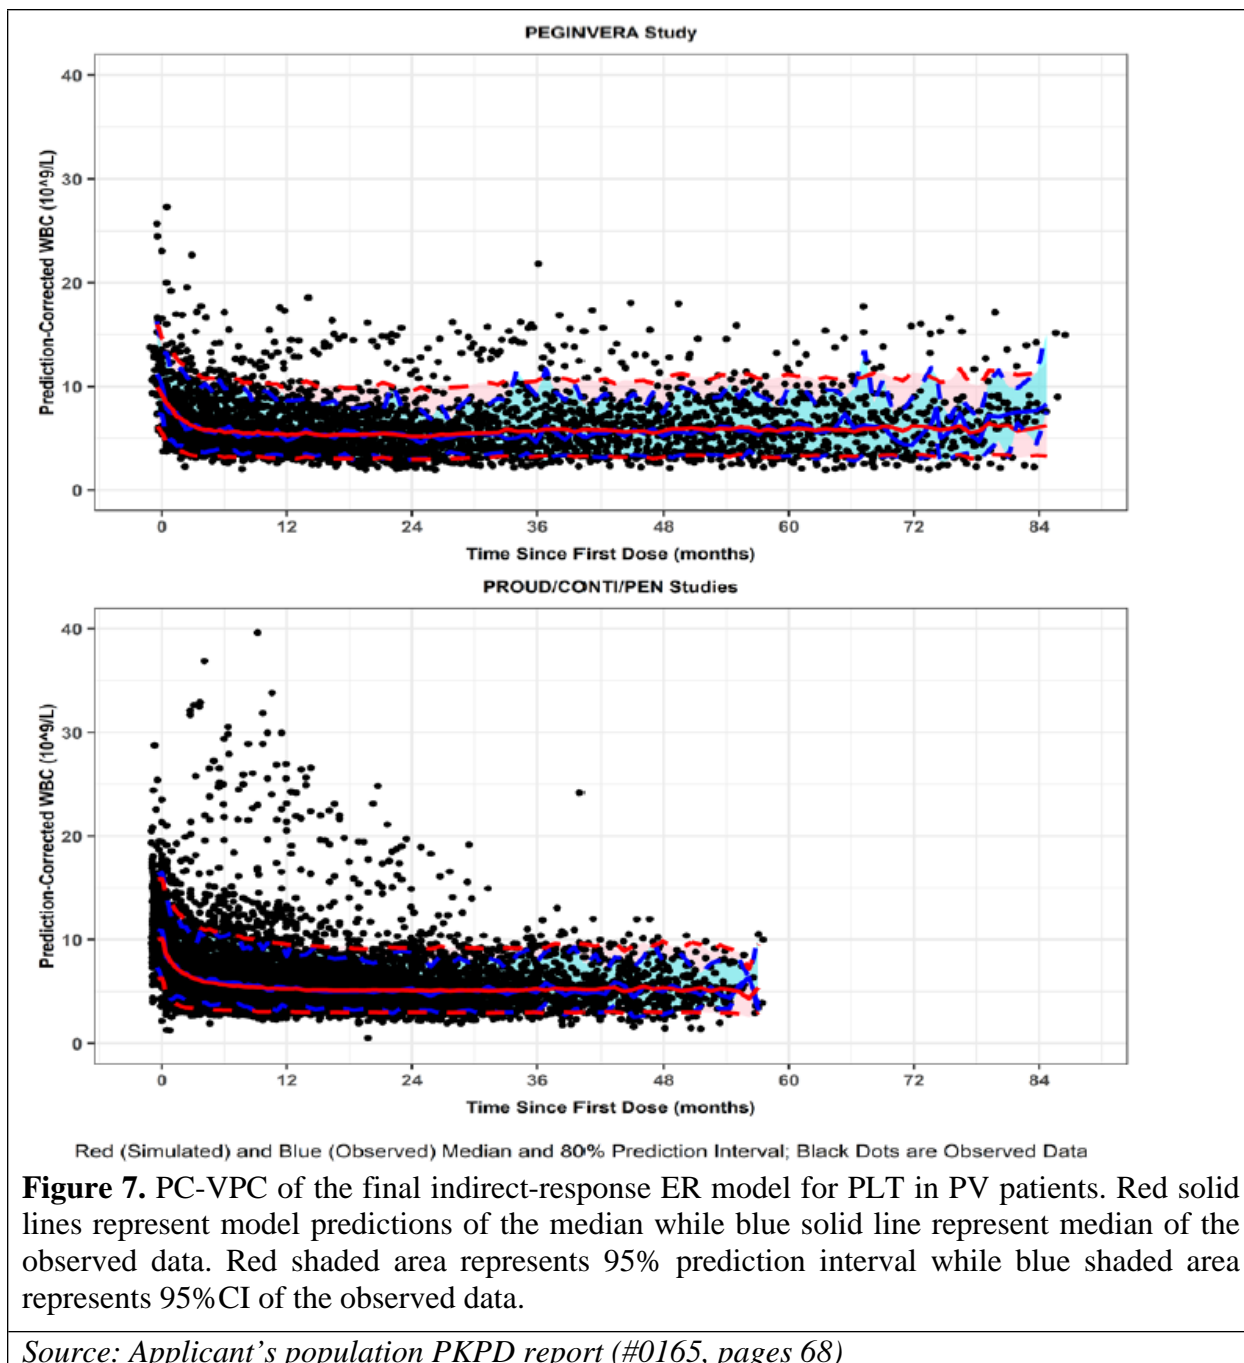 PEGINVERA Study
Prediction-Corrected WBC (10^9/L)
40
30
20
10
0
0 12 24 36 48 60 72 84
Time Since First Dose (months)
PROUD/CONTI/PEN Studies
Prediction-Corrected WBC (10^9/L)
40
30
20
10
0
0 12 24 36 48 60 72 84
Time Since First Dose (months)
Red (Simulated) and Blue (Observed) Median and 80% Prediction Interval; Black Dots are Observed Data
Figure 7. PC-VPC of the final indirect-response ER model for PLT in PV patients. Red solid
lines represent model predictions of the median while blue solid line represent median of the
observed data. Red shaded area represents 95% prediction interval while blue shaded area
represents 95%CI of the observed data.
Source: Applicant's population PKPD report (#0165, pages 68)